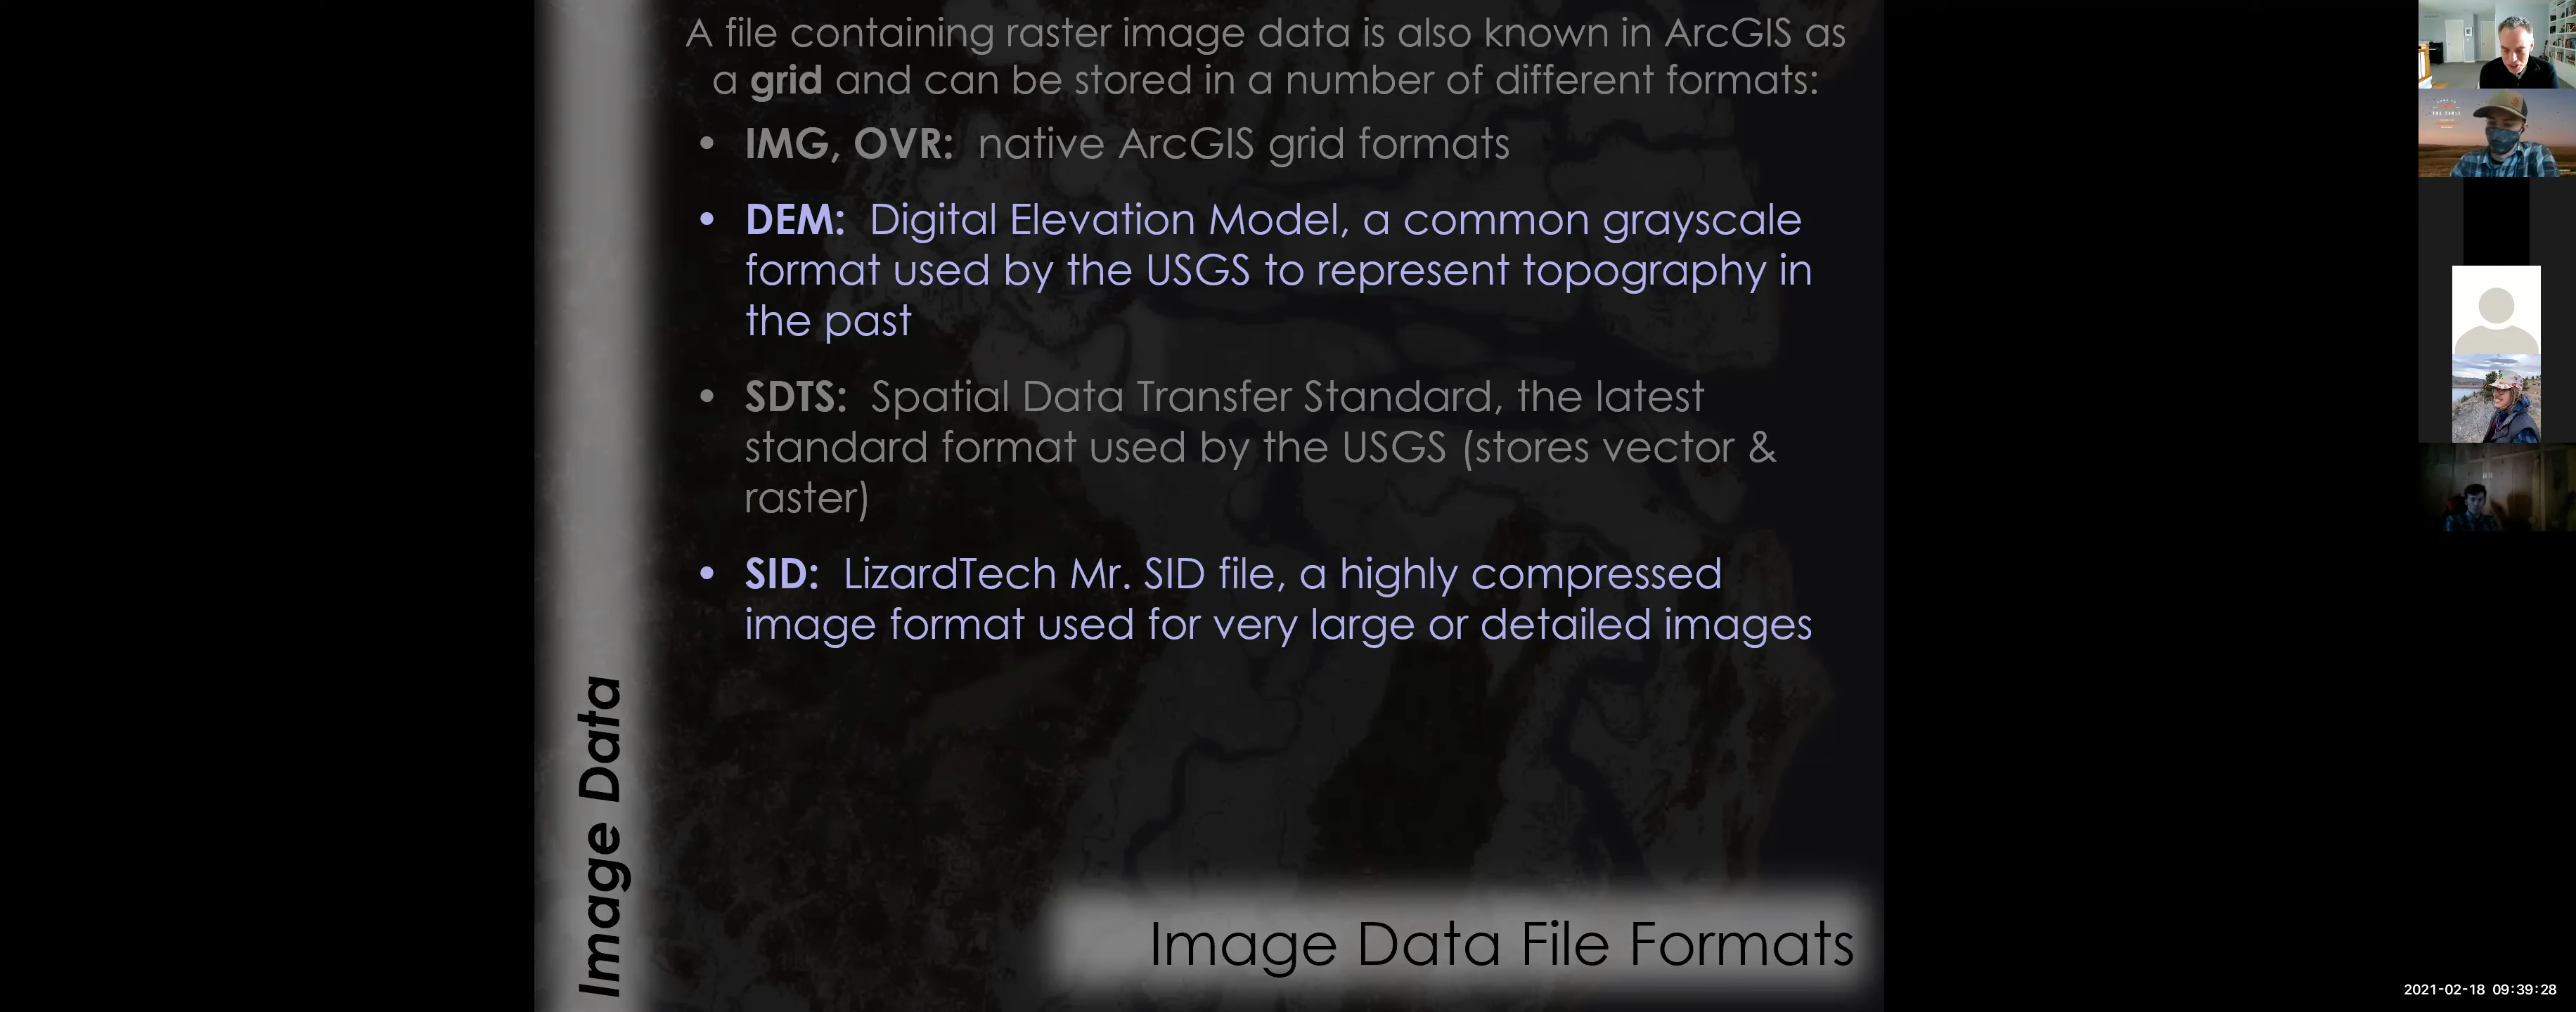 A file containing raster image data is also known in ArcGIS as
a grid and can be stored in a number of different formats:
• IMG, OVR: native ArcGIS grid formats
• DEM: Digital Elevation Model, a common grayscale
format used by the USGS to represent topography in
the past
• SDTS: Spatial Data Transfer Standard, the latest
standard format used by the USGS (stores vector &
raster)
• SID: LizardTech Mr. SID file, a highly compressed
image format used for very large or detailed images
Image Data
Image Data File Formats
THE TABLE
2021-02-18 09:39:28